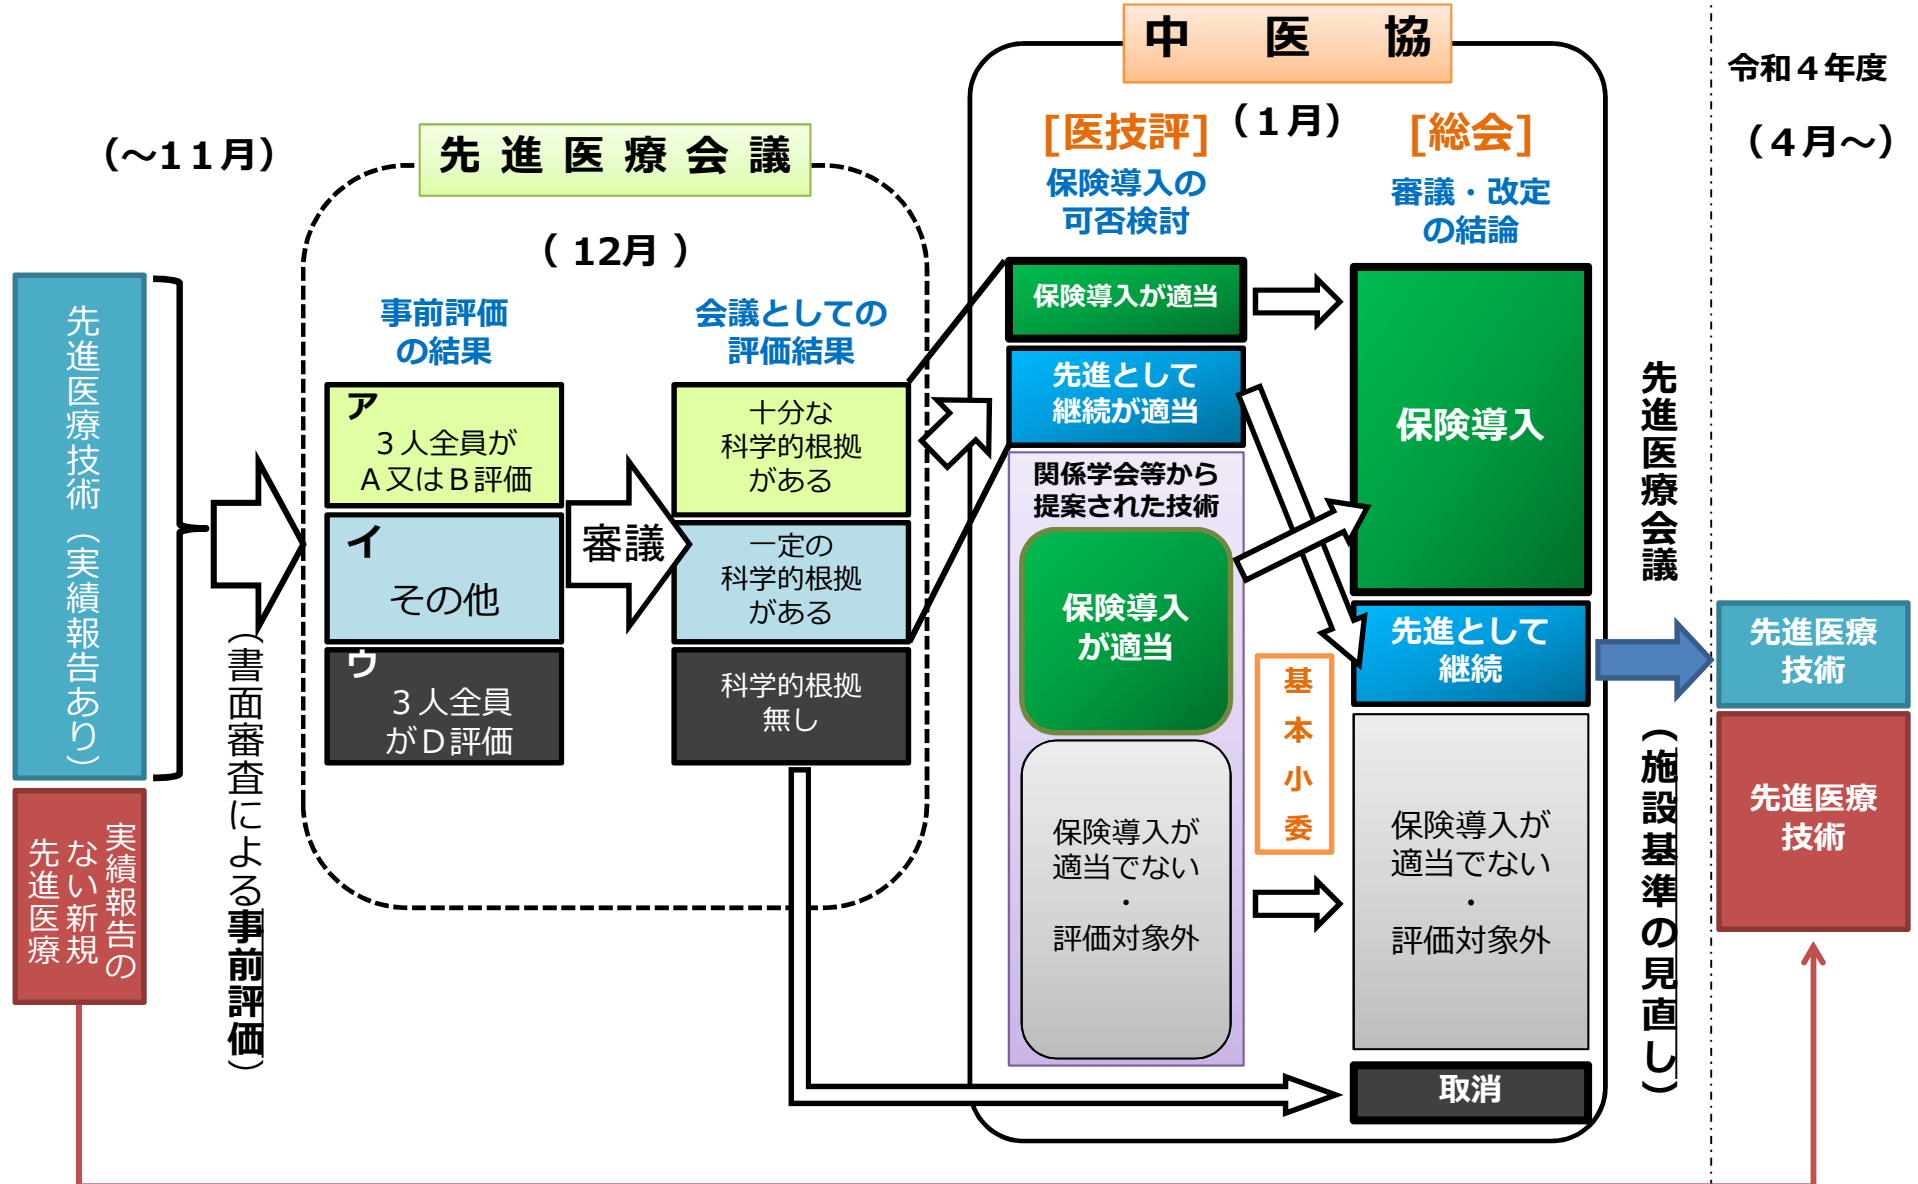 （～１１月）
先進医療技術（実績報告あり）
実績報告の
ない新規
先進医療
（書面審査による事前評価）
先進医療会議
（12月）
事前評価
の結果
ア
３人全員が
Ａ又はＢ評価
イ
その他
ウ
３人全員
がＤ評価
審議
会議としての
評価結果
十分な
科学的根拠
がある
一定の
科学的根拠
がある
科学的根拠
無し
中医協
（１月）
[医技評]
保険導入の
可否検討
保険導入が適当
先進として
継続が適当
関係学会等から
提案された技術
保険導入
が適当
保険導入が
適当でない
・
評価対象外
基本小委
[総会]
審議・改定
の結論
保険導入
先進として
継続
保険導入が
適当でない
・
評価対象外
取消
先進医療会議
（施設基準の見直し）
令和４年度
（４月～）
先進医療
技術
先進医療
技術